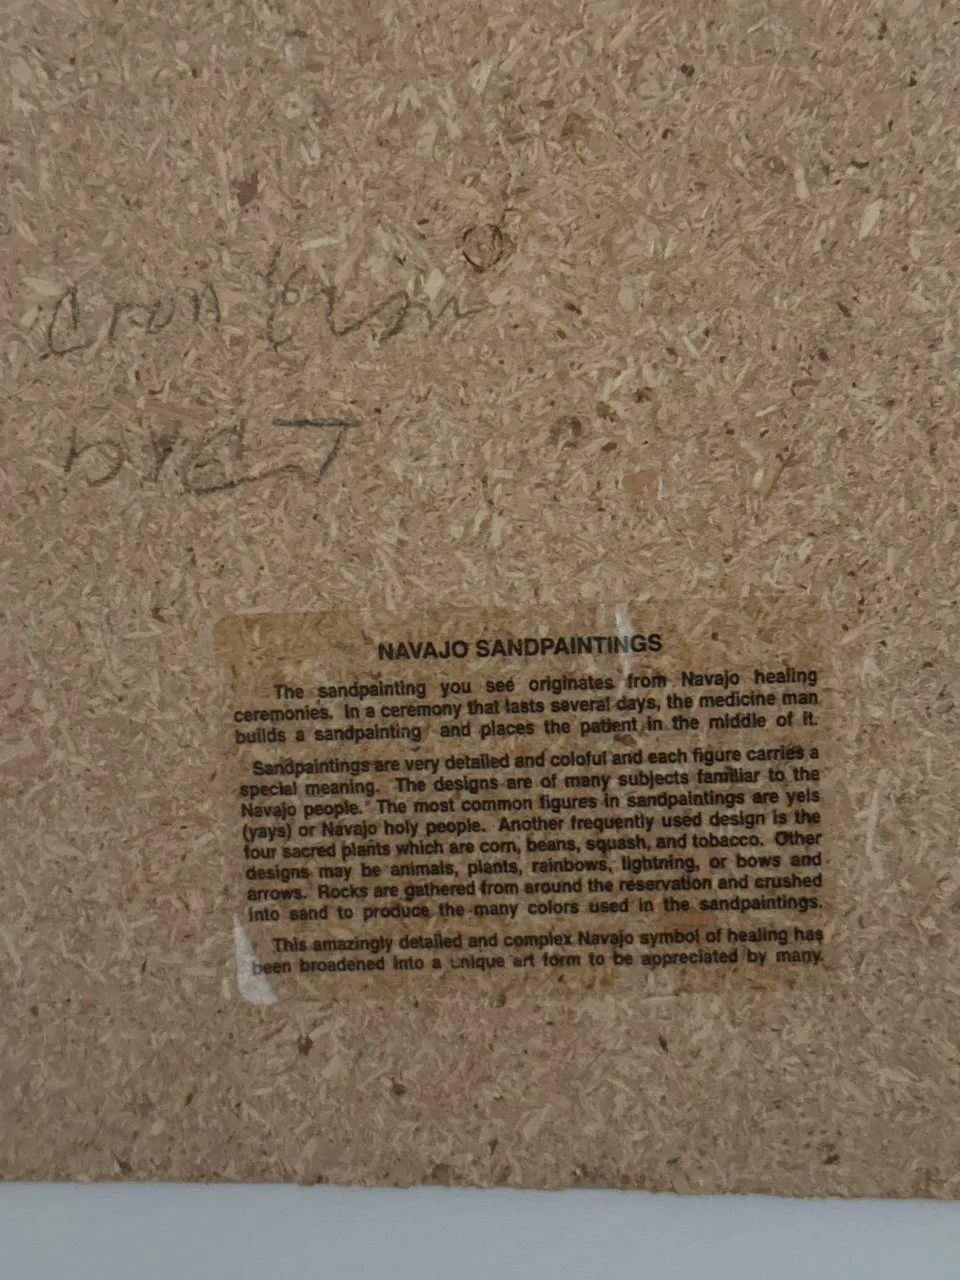 NAVAJO SANDPAINTINGS
The sandpainting you see originates from Navajo healing
ceremonies. In a ceremony that lasts several days, the medicine man
builds a sandpainting and places the patient in the middle of it.
Sandpaintings are very detailed and coloful and each figure carries a
special meaning. The designs are of many subjects familiar to the
Navajo people. The most common figures in sandpaintings are yeis
(yays) or Navajo holy people. Another frequently used design is the
four sacred plants which are corn, beans, squash, and tobacco. Other
designs may be animals, plants, rainbows, lightning, or bows and
arrows. Rocks are gathered from around the reservation and crushed
into sand to produce the many colors used in the sandpaintings.
This amazingly detailed and complex Navajo symbol of healing has
been broadened into a unique art form to be appreciated by many.